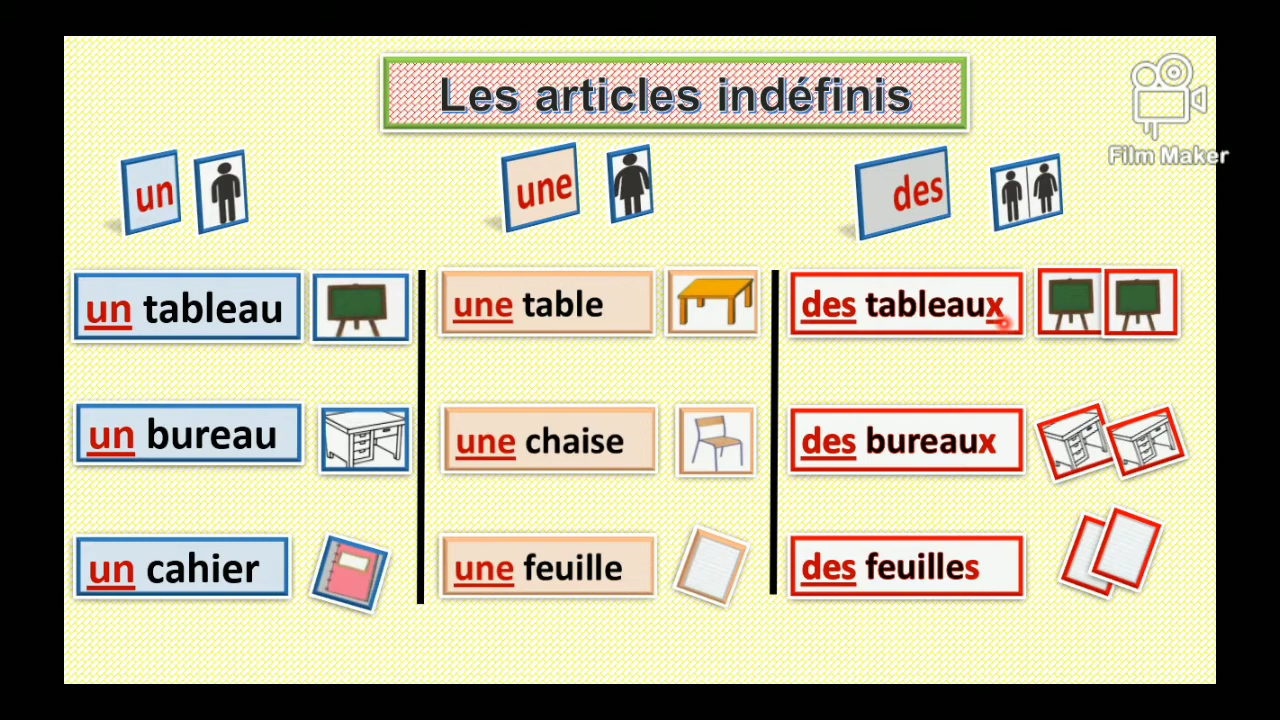 Les articles indéfinis
Film Maker
un
une
des
un tableau
une table
des tableaux
un bureau
une chaise
des bureaux
un cahier
une feuille
des feuilles